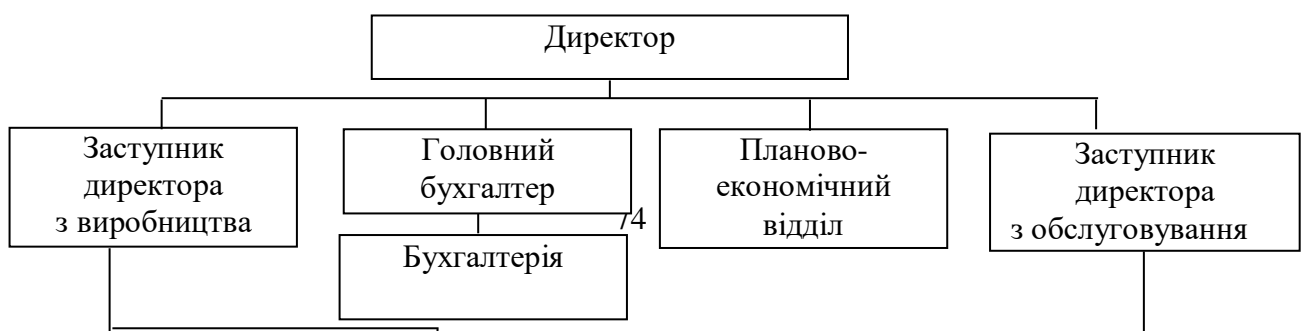 Директор
Заступник
директора
з виробництва
Головний
бухгалтер
Планово-
економічний
відділ
Заступник
директора
з обслуговування
74
Бухгалтерія